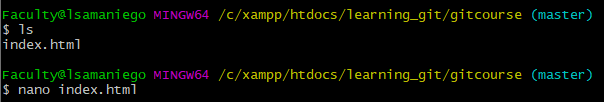 Faculty@lsamaniego MINGW64 /c/xampp/htdocs/learning_git/gitcourse (master)
$ ls
index.html
Faculty@lsamaniego MINGW64 /c/xampp/htdocs/learning_git/gitcourse (master)
$ nano index.html